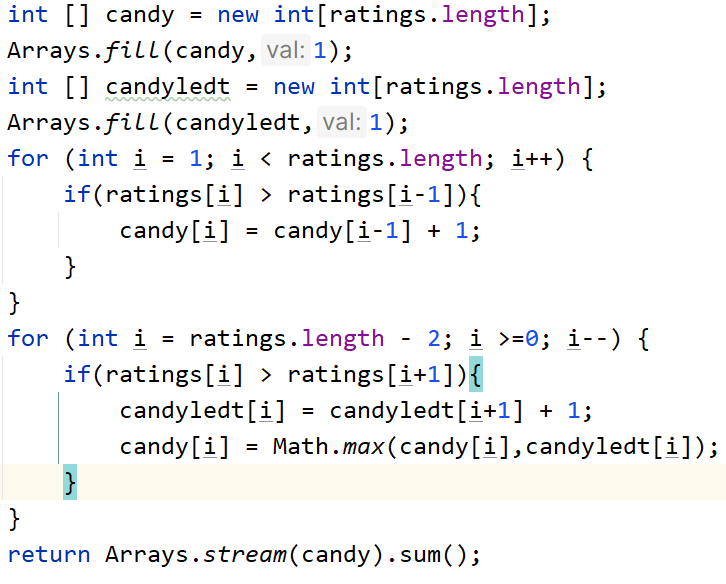 int [] candy = new int[ratings.length];
Arrays.fill(candy, val: 1);
int [] candyledt = new int[ratings.length];
Arrays.fill(candyledt, val: 1);
for (int i = 1; i < ratings.length; i++) {
    if(ratings[i] > ratings[i-1]){
        candy[i] = candy[i-1] + 1;
    }
}
for (int i = ratings.length - 2; i >=0; i--) {
    if(ratings[i] > ratings[i+1]){
        candyledt[i] = candyledt[i+1] + 1;
        candy[i] = Math.max(candy[i],candyledt[i]);
    }
}
return Arrays.stream(candy).sum();